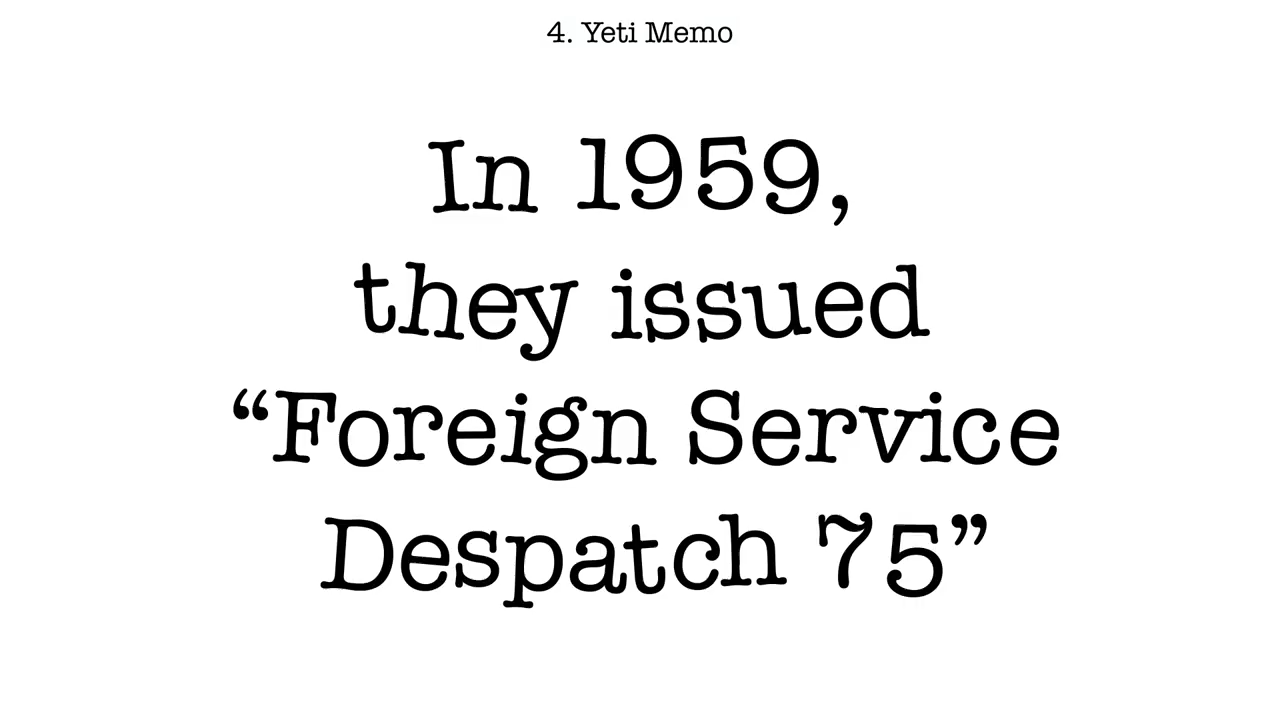 4. Yeti Memo
In 1959,
they issued
“Foreign Service
Despatch 75”